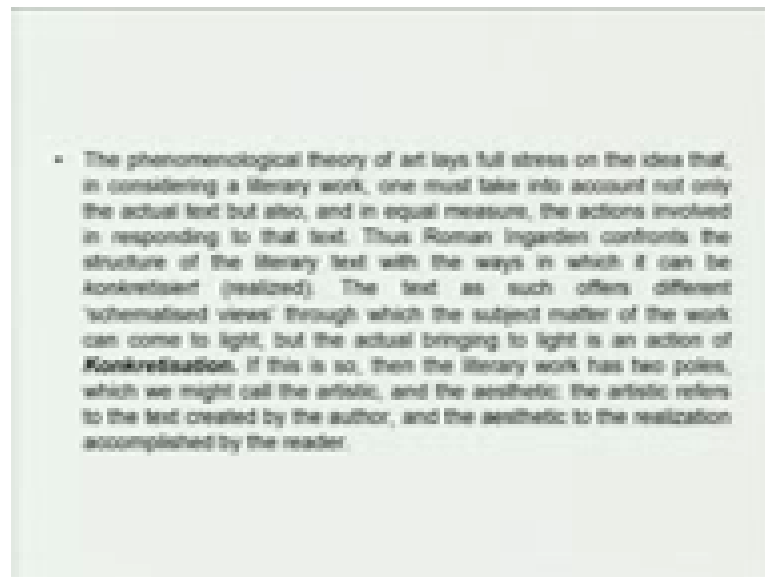 • The phenomenological theory of art lays full stress on the idea that,
in considering a literary work, one must take into account not only
the actual text but also, and in equal measure, the actions involved
in responding to that text. Thus Roman Ingarden confronts the
structure of the literary text with the ways in which it can be
konkretisiert (realized). The text as such offers different
'schematised views' through which the subject matter of the work
can come to light, but the actual bringing to light is an action of
Konkretisation. If this is so, then the literary work has two poles,
which we might call the artistic, and the aesthetic: the artistic refers
to the text created by the author, and the aesthetic to the realization
accomplished by the reader.